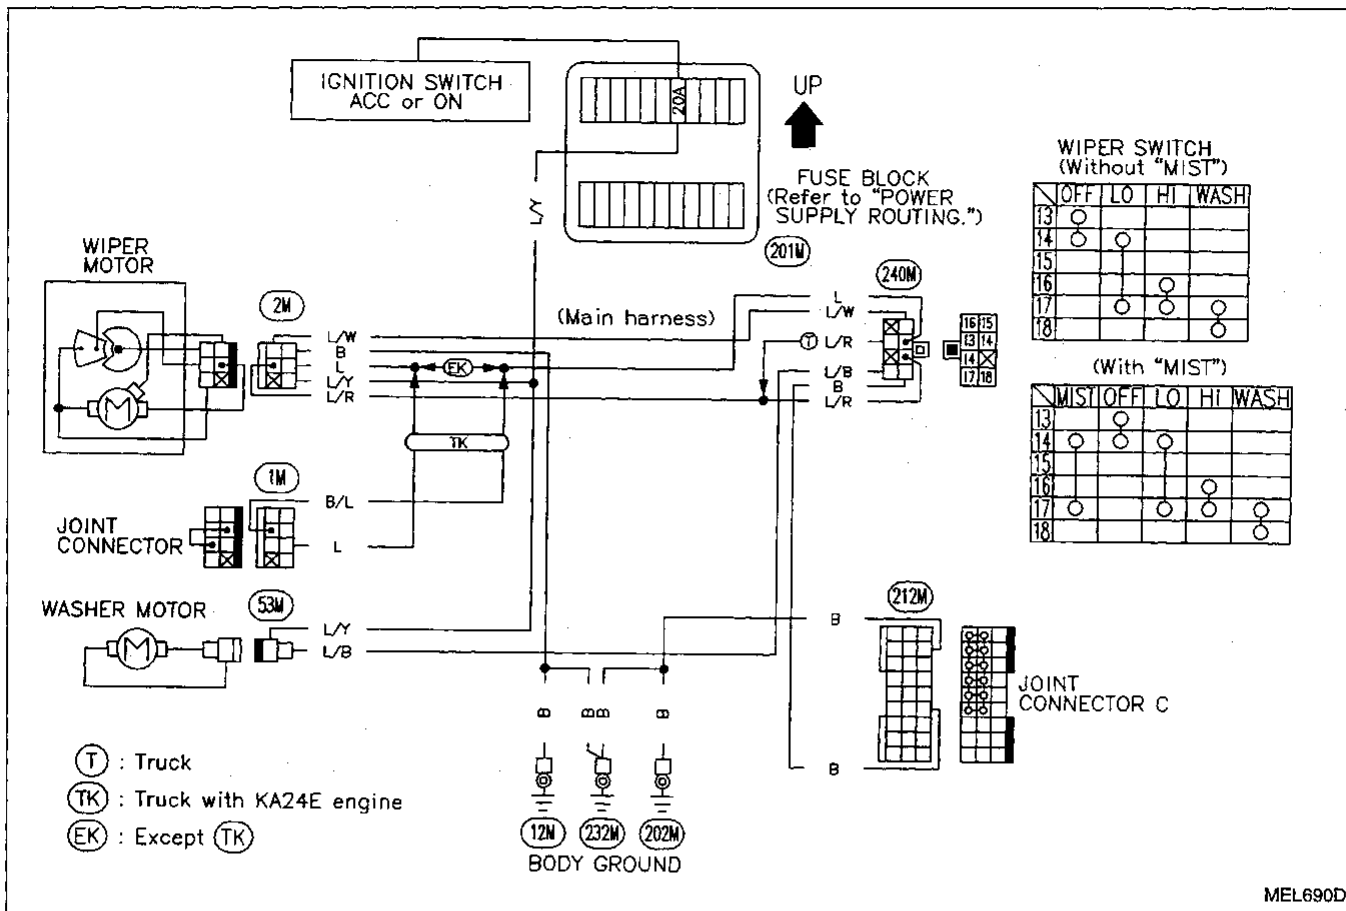 IGNITION SWITCH
ACC or ON
20A
UP
FUSE BLOCK
(Refer to "POWER
SUPPLY ROUTING.")
201M
L/Y
WIPER SWITCH
(Without "MIST")
OFF LO HI WASH
13
14
15
16
17
18
(With "MIST")
MIST OFF LO HI WASH
13
14
15
16
17
18
WIPER
MOTOR
M
2M
L/W
B
L
L/Y
L/R
(Main harness)
EK
TK
240M
L
L/W
T L/R
L/B
B
L/R
16 15
13 14
14
17 18
1M
B/L
L
JOINT
CONNECTOR
WASHER MOTOR
M
53M
L/Y
L/B
212M
B
B
JOINT
CONNECTOR C
B B B B
12M 232M 202M
BODY GROUND
T : Truck
TK : Truck with KA24E engine
EK : Except TK
MEL690D